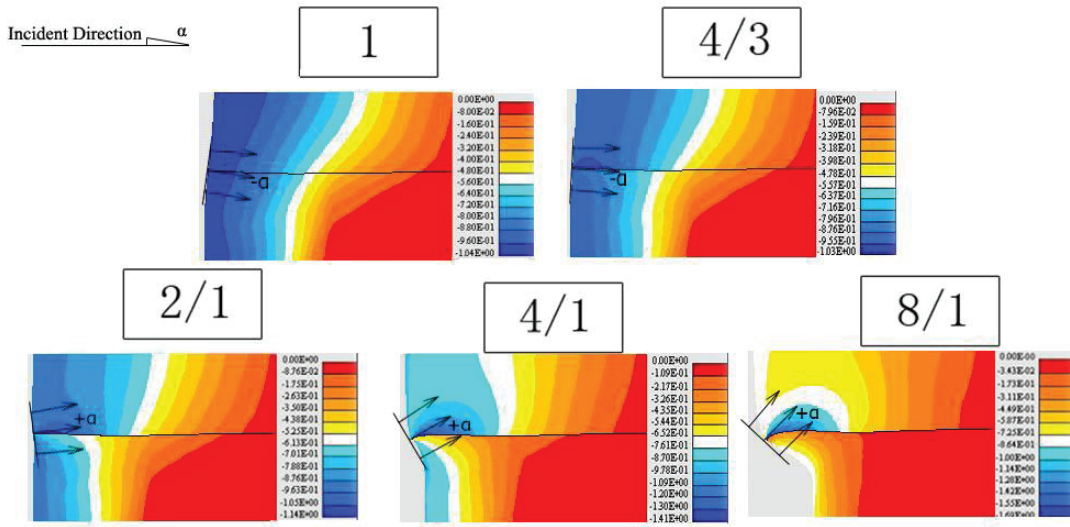 Incident Direction
α
1
4/3
0.00E+00
-8.00E-02
-1.60E-01
-2.40E-01
-3.20E-01
-4.00E-01
-4.80E-01
-5.60E-01
-6.40E-01
-7.20E-01
-8.00E-01
-8.80E-01
-9.60E-01
-1.04E+00
-α
0.00E+00
-7.96E-02
-1.59E-01
-2.39E-01
-3.18E-01
-3.98E-01
-4.78E-01
-5.57E-01
-6.37E-01
-7.16E-01
-7.96E-01
-8.76E-01
-9.55E-01
-1.03E+00
-α
2/1
4/1
8/1
0.00E+00
-8.76E-02
-1.75E-01
-2.63E-01
-3.50E-01
-4.38E-01
-5.25E-01
-6.13E-01
-7.01E-01
-7.88E-01
-8.76E-01
-9.63E-01
-1.05E+00
-1.14E+00
+α
0.00E+00
-1.09E-01
-2.17E-01
-3.26E-01
-4.35E-01
-5.44E-01
-6.52E-01
-7.61E-01
-8.70E-01
-9.78E-01
-1.09E+00
-1.20E+00
-1.30E+00
-1.41E+00
+α
0.00E+00
-3.43E-02
-1.73E-01
-3.11E-01
-4.49E-01
-5.87E-01
-7.25E-01
-8.64E-01
-1.00E+00
-1.14E+00
-1.28E+00
-1.42E+00
-1.55E+00
-1.69E+00
+α